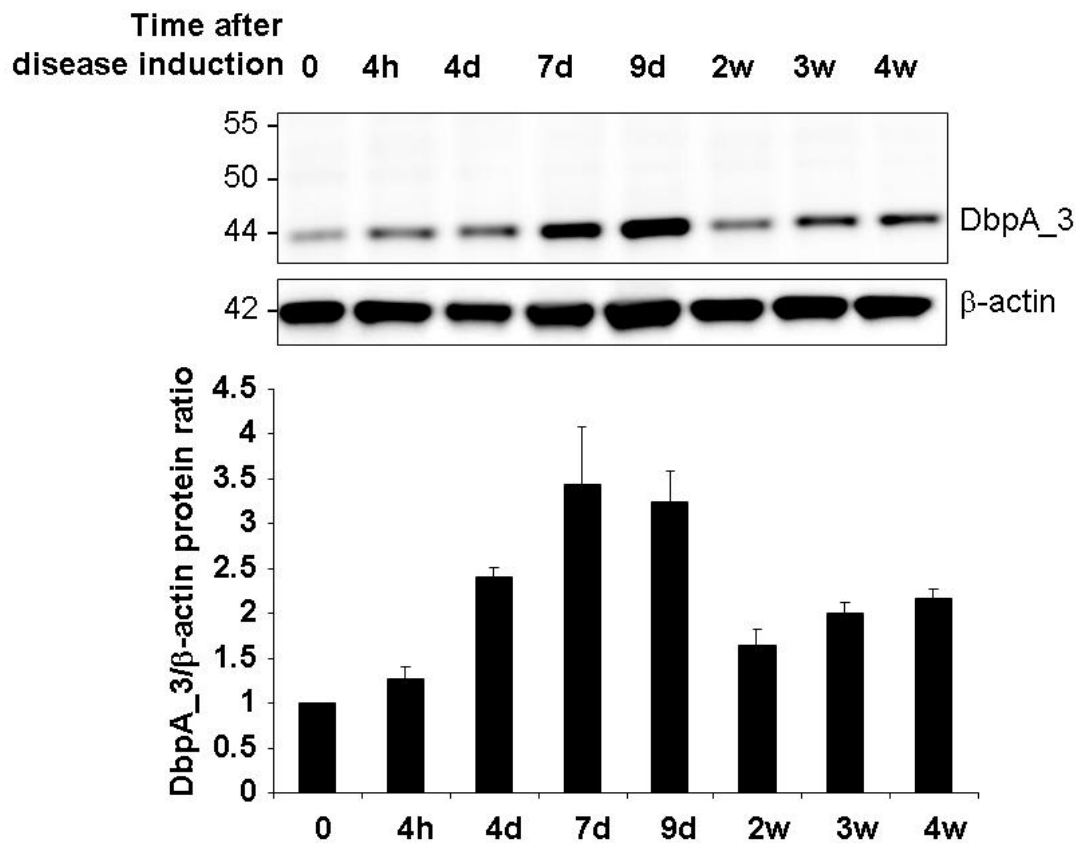 Time after
disease induction 0 4h 4d 7d 9d 2w 3w 4w
55
50
44
DbpA_3
42
β-actin
DbpA_3/β-actin protein ratio
4.5
4
3.5
3
2.5
2
1.5
1
0.5
0
0 4h 4d 7d 9d 2w 3w 4w